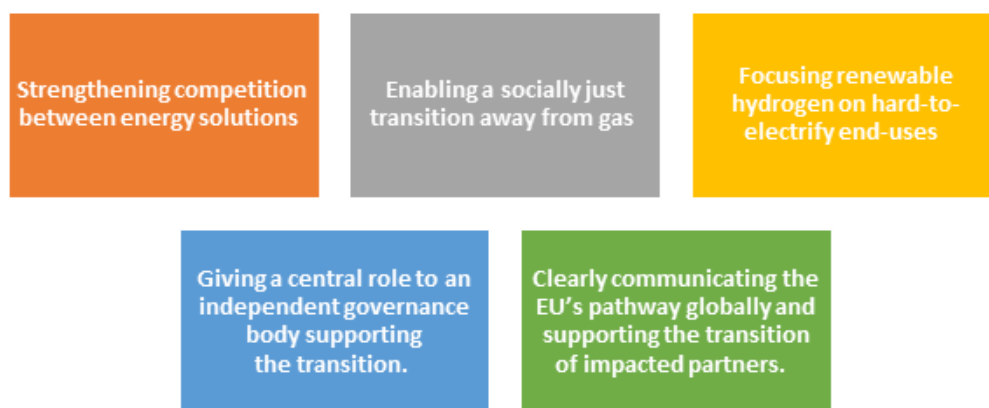 Strengthening competition
between energy solutions
Enabling a socially just
transition away from gas
Focusing renewable
hydrogen on hard-to-
electrify end-uses
Giving a central role to an
independent governance
body supporting
the transition.
Clearly communicating the
EU’s pathway globally and
supporting the transition
of impacted partners.